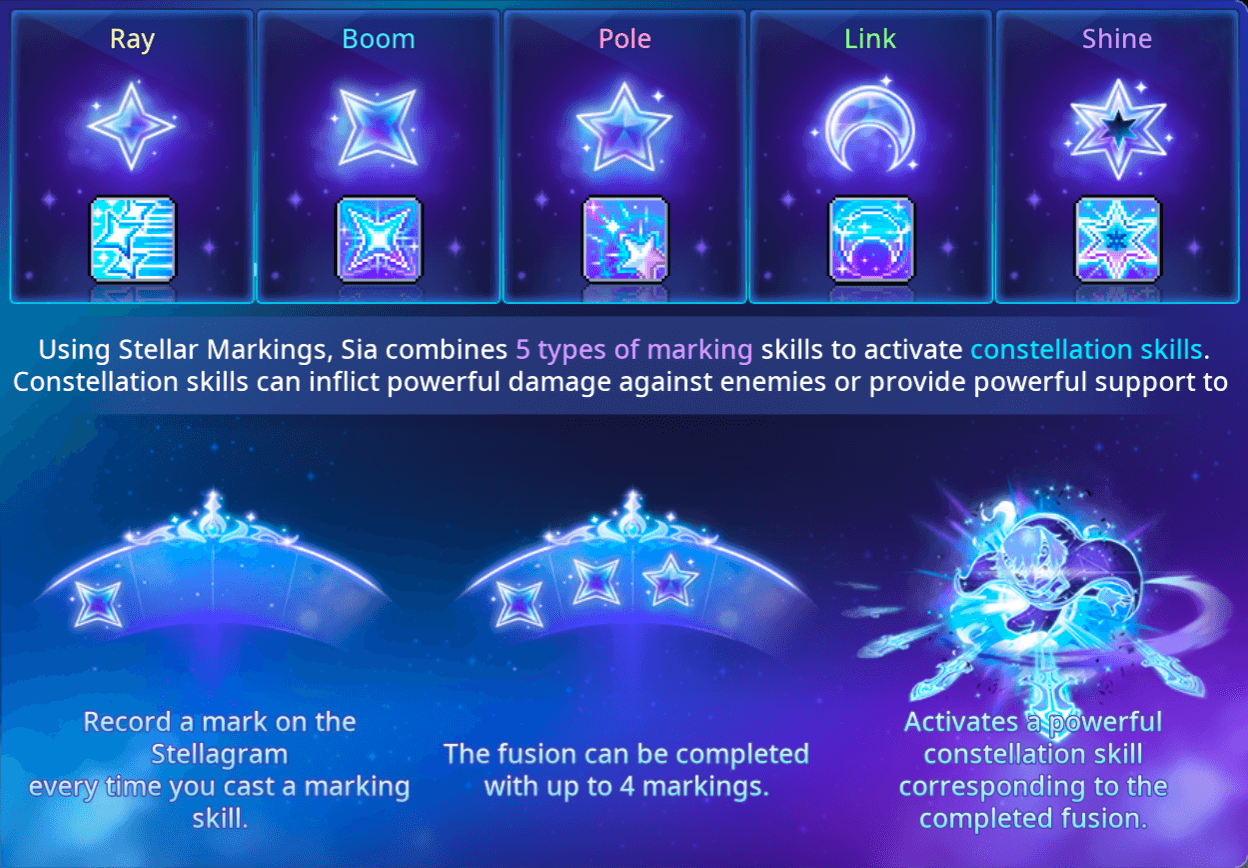 Ray
Boom
Pole
Link
Shine
Using Stellar Markings, Sia combines 5 types of marking skills to activate constellation skills.
Constellation skills can inflict powerful damage against enemies or provide powerful support to
Record a mark on the
Stellagram
every time you cast a marking
skill.
The fusion can be completed
with up to 4 markings.
Activates a powerful
constellation skill
corresponding to the
completed fusion.